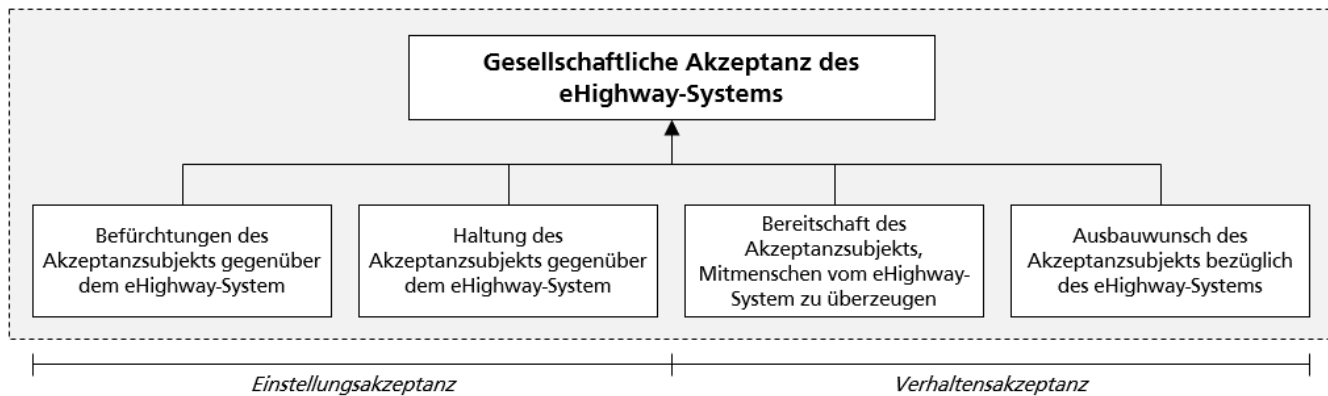 Gesellschaftliche Akzeptanz des
eHighway-Systems
Befürchtungen des
Akzeptanzsubjekts gegenüber
dem eHighway-System
Haltung des
Akzeptanzsubjekts gegenüber
dem eHighway-System
Bereitschaft des
Akzeptanzsubjekts,
Mitmenschen vom eHighway-
System zu überzeugen
Ausbauwunsch des
Akzeptanzsubjekts bezüglich
des eHighway-Systems
Einstellungsakzeptanz
Verhaltensakzeptanz